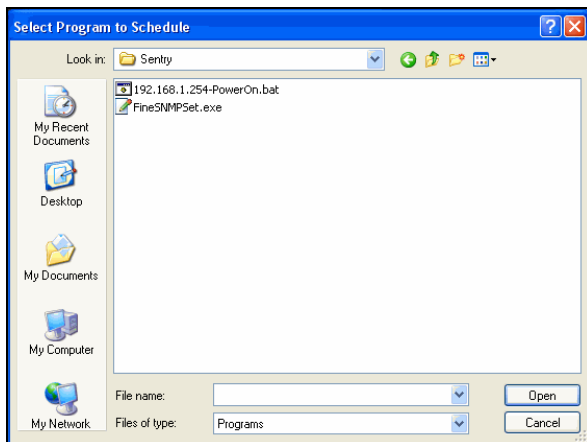 Select Program to Schedule
Look in: Sentry
192.168.1.254-PowerOn.bat
FineSNMPSet.exe
My Recent
Documents
Desktop
My Documents
My Computer
My Network
File name:
Open
Files of type: Programs
Cancel